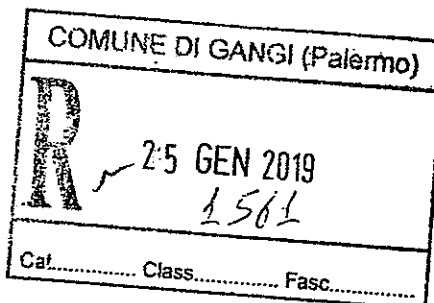 COMUNE DI GANGI (Palermo)
R
25 GEN 2019
1561
Cat............... Class............... Fasc...............